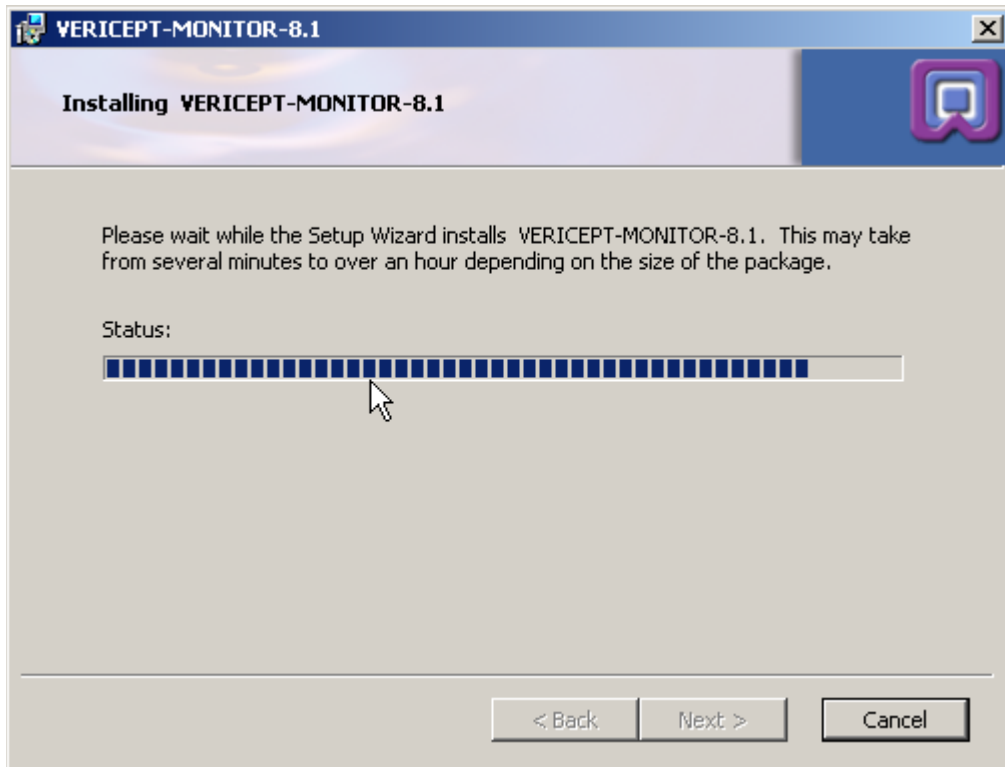 VERICEPT-MONITOR-8.1
Installing VERICEPT-MONITOR-8.1
Please wait while the Setup Wizard installs VERICEPT-MONITOR-8.1. This may take
from several minutes to over an hour depending on the size of the package.
Status:
< Back
Next >
Cancel